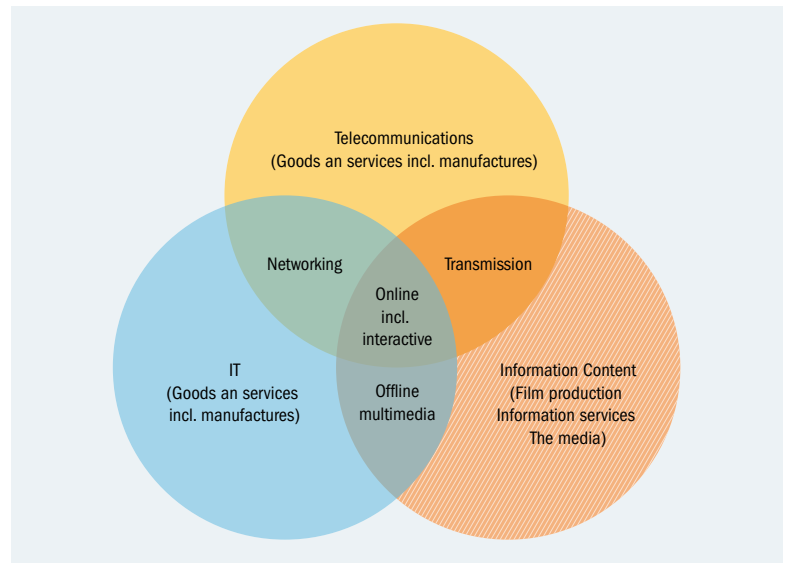 Telecommunications
(Goods an services incl. manufactures)
Networking
Transmission
Online
incl.
interactive
IT
(Goods an services
incl. manufactures)
Offline
multimedia
Information Content
(Film production
Information services
The media)